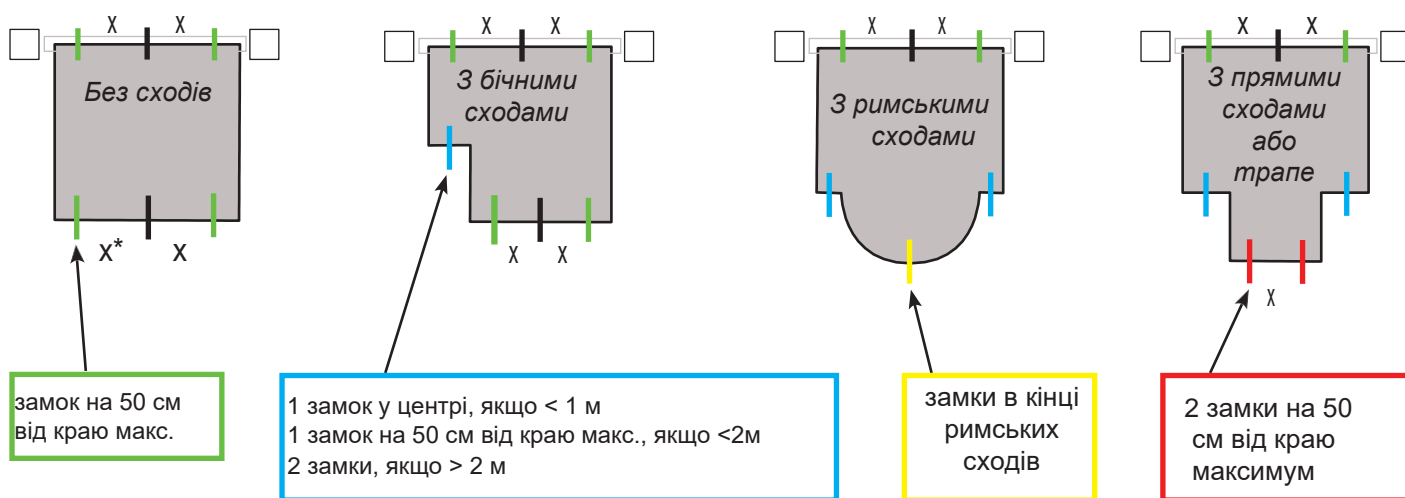 x x
Без сходів
x* x
x x
З бічними
сходами
x x
x x
З римськими
сходами
x x
З прямими
сходами
або
трапе
x
замок на 50 см
від краю макс.
1 замок у центрі, якщо < 1 м
1 замок на 50 см від краю макс., якщо <2м
2 замки, якщо > 2 м
замки в кінці
римських
сходів
2 замки на 50
см від краю
максимум